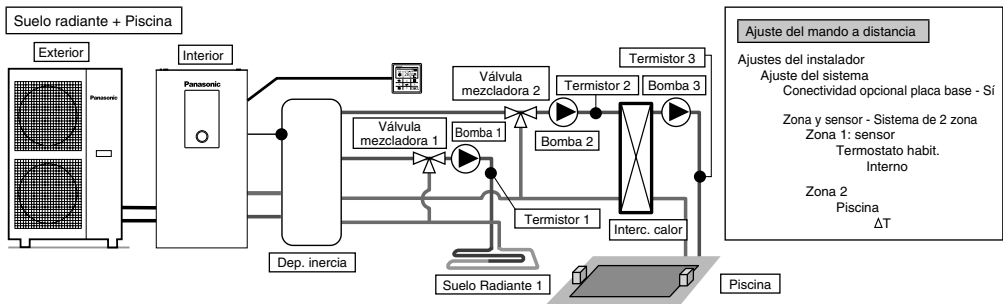 Suelo radiante + Piscina
Exterior
Interior
Panasonic
Panasonic
Válvula
mezcladora 2
Termistor 2
Termistor 3
Bomba 3
Válvula
mezcladora 1
Bomba 1
Bomba 2
Termistor 1
Interc. calor
Dep. inercia
Suelo Radiante 1
Piscina
Ajuste del mando a distancia
Ajustes del instalador
Ajuste del sistema
Conectividad opcional placa base - Sí
Zona y sensor - Sistema de 2 zona
Zona 1: sensor
Termostato habit.
Interno
Zona 2
Piscina
ΔT